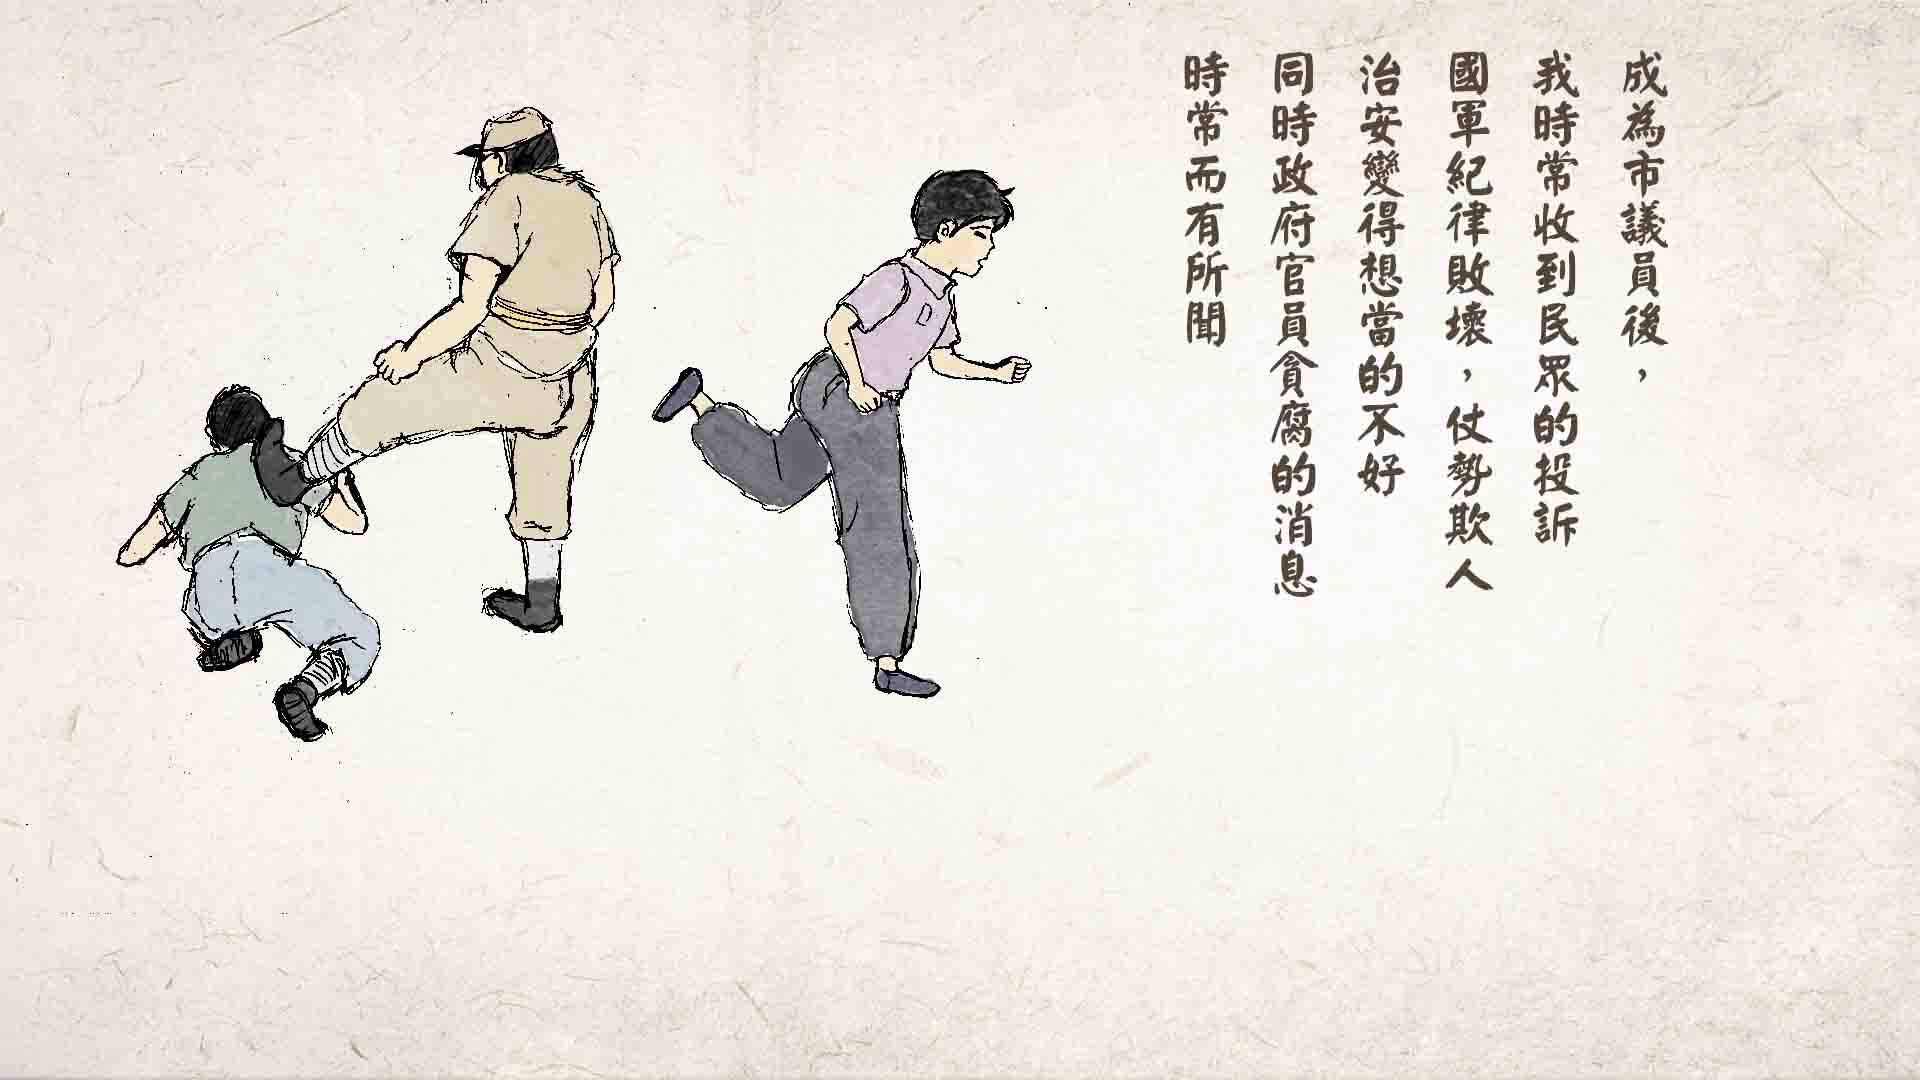 成為市議員後，
我時常收到民眾的投訴
國軍紀律敗壞，仗勢欺人
治安變得想當的不好
同時政府官員貪腐的消息
時常而有所聞